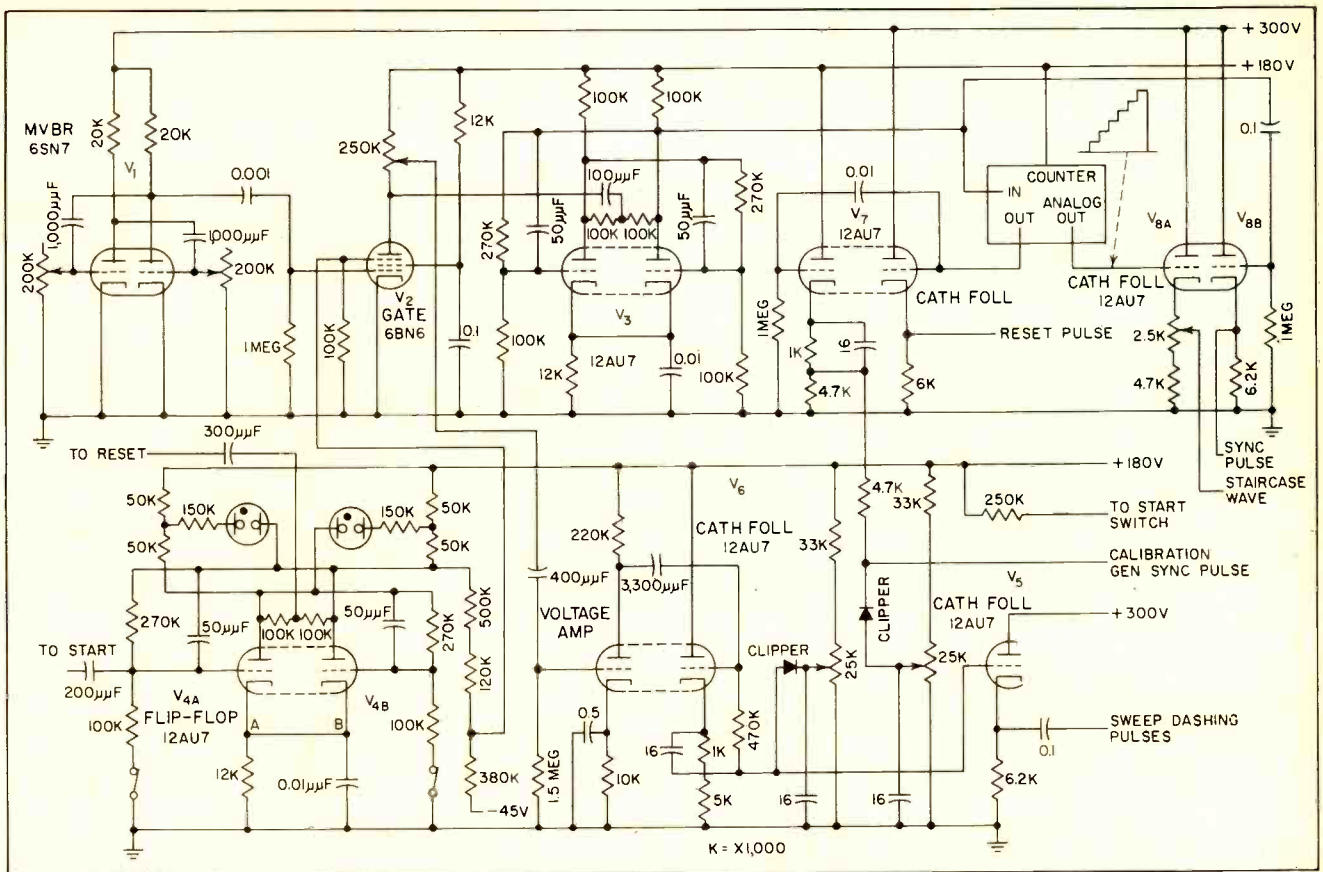 +300V
+180V
MVBR
6SN7
V1
20K
20K
1,000μμF
1,000μμF
200K
200K
0.001
1MEG
100K
250K
V2
GATE
6BN6
12K
0.1
270K
100K
50μμF
100K
100K
100μμF
100K
100K
50μμF
270K
V3
12AU7
12K
0.01
100K
0.01
V7
12AU7
CATH FOLL
1MEG
1K
16
4.7K
6K
RESET PULSE
COUNTER
IN
OUT
ANALOG
OUT
CATH FOLL
12AU7
V8A
V8B
0.1
1MEG
2.5K
4.7K
6.2K
SYNC
PULSE
STAIRCASE
WAVE
300μμF
TO RESET
50K
150K
50K
150K
50K
50K
270K
50μμF
100K
100K
50μμF
270K
TO START
200μμF
100K
V4A
FLIP-FLOP
12AU7
V4B
A
B
12K
0.01μμF
100K
500K
120K
380K
-45V
V6
CATH FOLL
12AU7
220K
3,300μμF
400μμF
VOLTAGE
AMP
1.5 MEG
0.5
10K
16
1K
5K
470K
CLIPPER
16
33K
25K
4.7K
33K
CLIPPER
16
25K
+180V
250K
TO START
SWITCH
CALIBRATION
GEN SYNC PULSE
V5
CATH FOLL
12AU7
+300V
0.1
SWEEP DASHING
PULSES
6.2K
K = X1,000